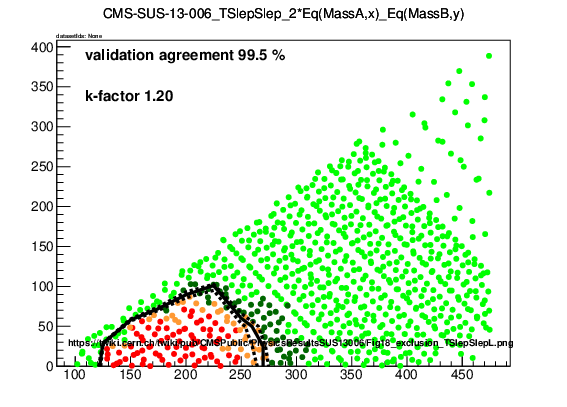 CMS-SUS-13-006_TSlepSlep_2*Eq(MassA,x)_Eq(MassB,y)
datasetIds: None
400
validation agreement 99.5 %
350
k-factor 1.20
300
250
200
150
100
50
https://twiki.cern.ch/twiki/pub/CMSPublic/PhysicsResultsSUS13006/Fig18_exclusion_TSlepSlepL.png
0
100 150 200 250 300 350 400 450